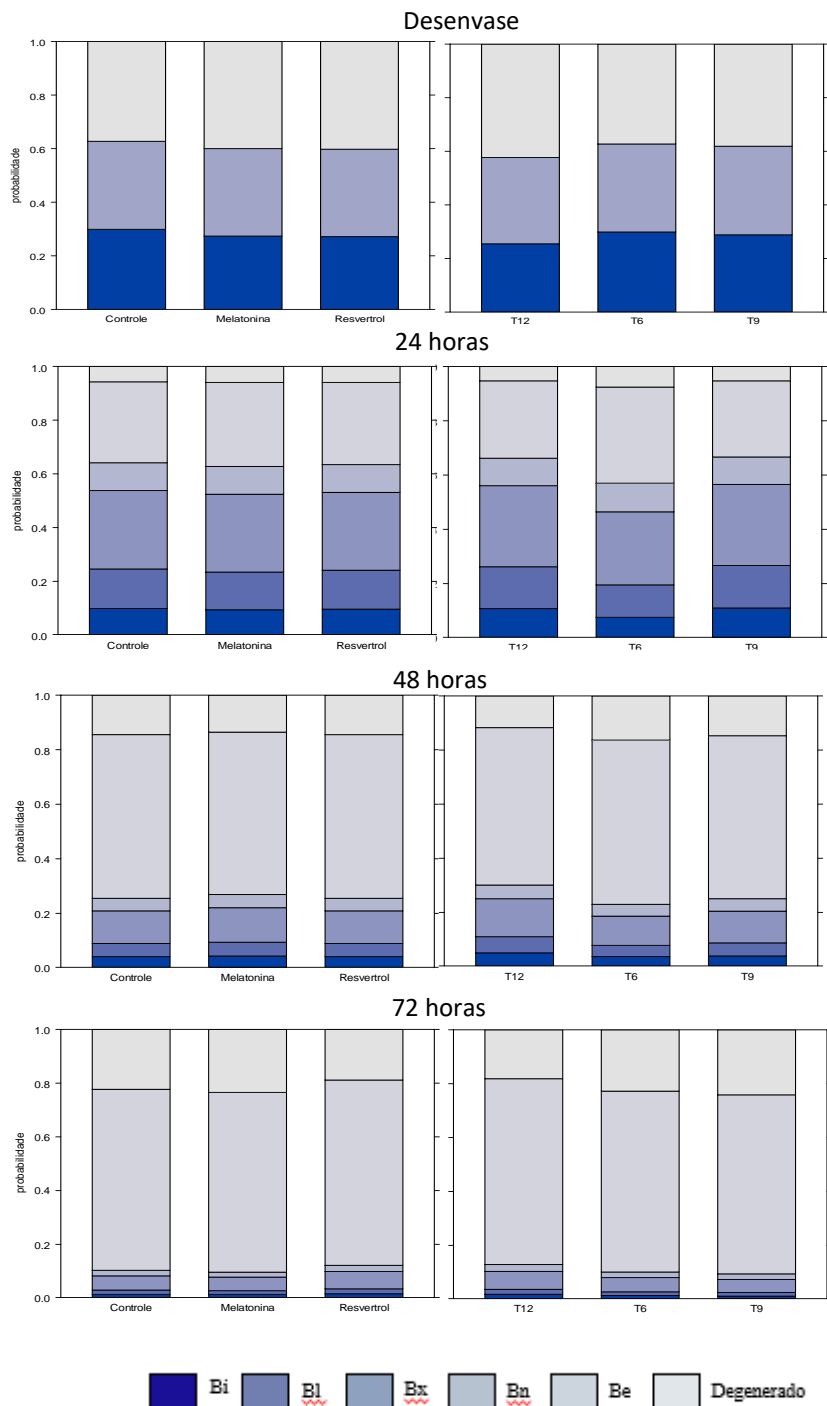 Desenvase
1.0
0.8
0.6
0.4
0.2
0.0
probabilidade
Controle Melatonina Resvertrol T12 T6 T9
24 horas
1.0
0.8
0.6
0.4
0.2
0.0
probabilidade
Controle Melatonina Resvertrol T12 T6 T9
48 horas
1.0
0.8
0.6
0.4
0.2
0.0
probabilidade
Controle Melatonina Resvertrol T12 T6 T9
72 horas
1.0
0.8
0.6
0.4
0.2
0.0
probabilidade
Controle Melatonina Resvertrol T12 T6 T9
Bi Bl Bx Bn Be Degenerado